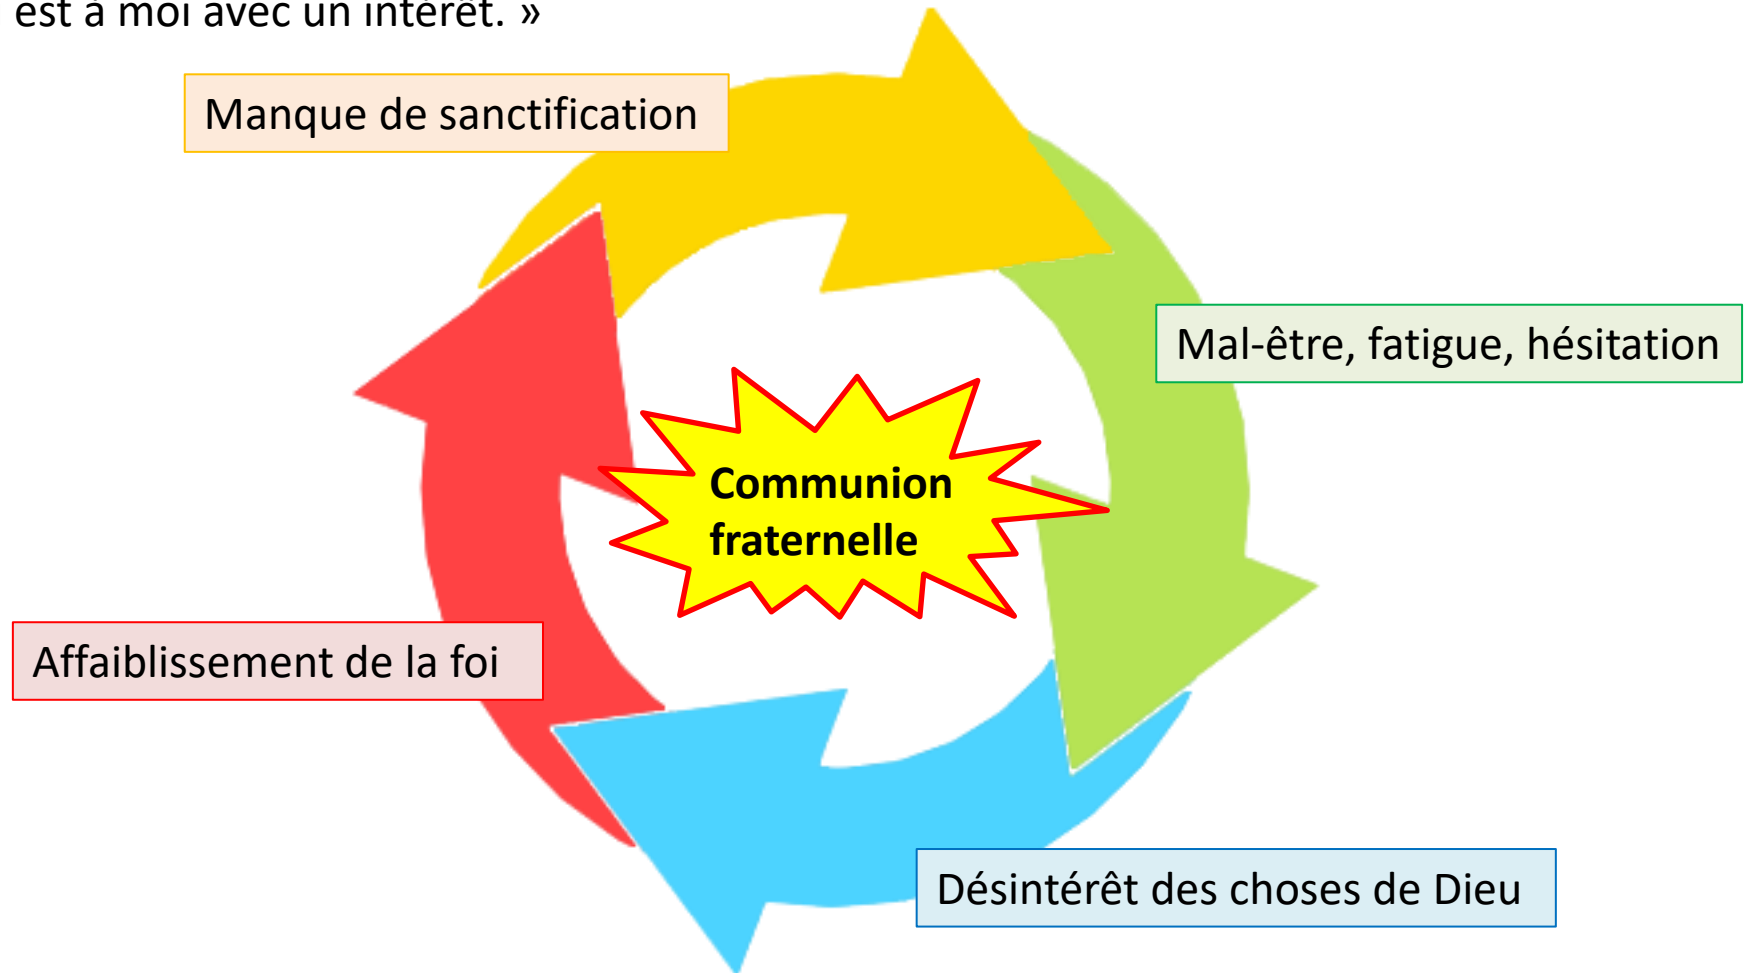 est à moi avec un intérêt. »
Manque de sanctification
Mal-être, fatigue, hésitation
Communion
fraternelle
Affaiblissement de la foi
Désintérêt des choses de Dieu